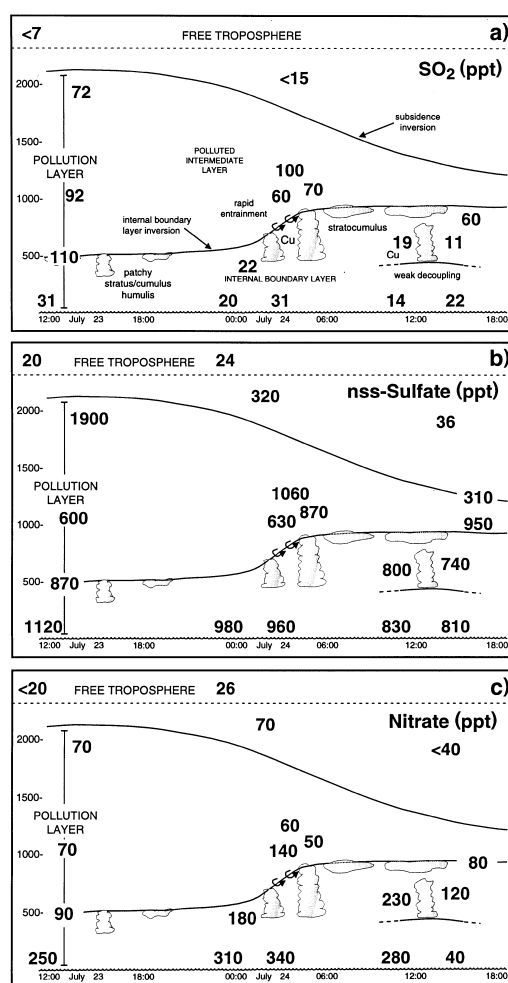 <7 FREE TROPOSPHERE a)
SO2 (ppt)
<15
2000-
72
subsidence
inversion
1500-
POLLUTED
INTERMEDIATE
LAYER
POLLUTION
LAYER
100
92
60 70
1000-
rapid
entrainment
internal boundary
layer inversion
Cu
stratocumulus
60
19 11
Cu
500- 110
22
weak decoupling
patchy
stratus/cumulus
humulis
INTERNAL BOUNDARY LAYER
31 20 31 14 22
12:00 July 23 18:00 00:00 July 24 06:00 12:00 18:00
20 FREE TROPOSPHERE 24 b)
nss-Sulfate (ppt)
320
2000-
1900
36
1500-
POLLUTION
LAYER
1060
310
600
630 870
950
1000-
800 740
500- 870
1120 980 960 830 810
12:00 July 23 18:00 00:00 July 24 06:00 12:00 18:00
<20 FREE TROPOSPHERE 26 c)
Nitrate (ppt)
70
2000-
70
<40
1500-
POLLUTION
LAYER
60
70
140 50
1000-
80
230 120
500- 90
180
250 310 340 280 40
12:00 July 23 18:00 00:00 July 24 06:00 12:00 18:00